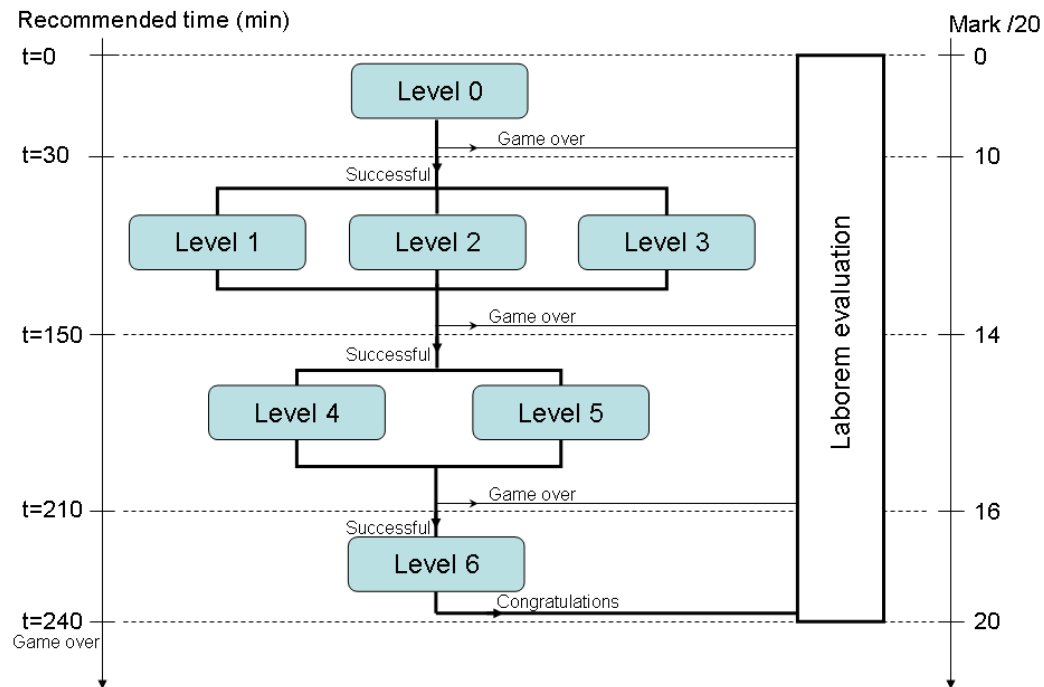 Recommended time (min)
Mark /20
t=0
0
Level 0
Game over
t=30
10
Successful
Level 1
Level 2
Level 3
Laborem evaluation
Game over
t=150
14
Successful
Level 4
Level 5
Game over
t=210
16
Successful
Level 6
Congratulations
t=240
20
Game over